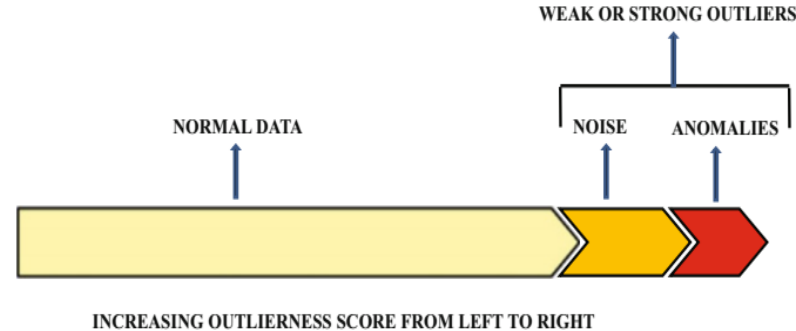 WEAK OR STRONG OUTLIERS
NORMAL DATA
NOISE
ANOMALIES
INCREASING OUTLIERNESS SCORE FROM LEFT TO RIGHT